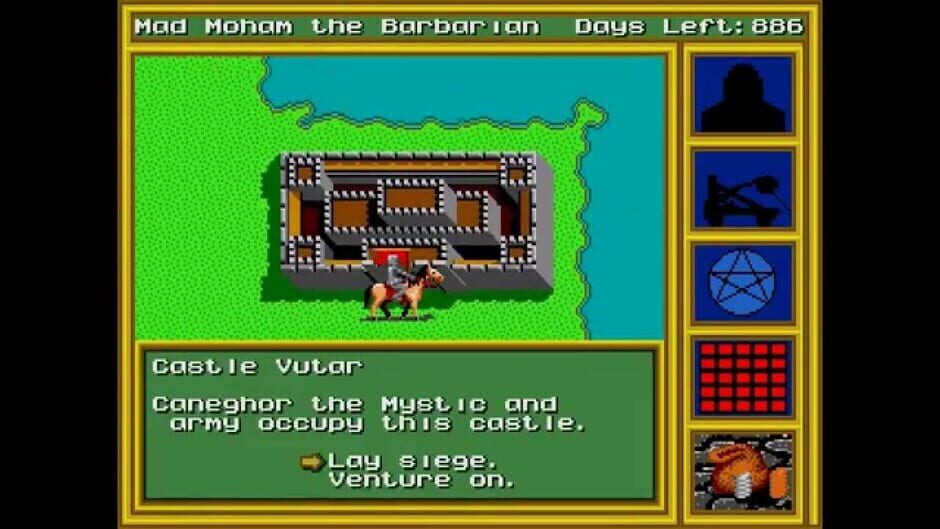 Mad Moham the Barbarian Days Left:886
Castle Vutar
Caneghor the Mystic and
army occupy this castle.
Lay siege.
Venture on.